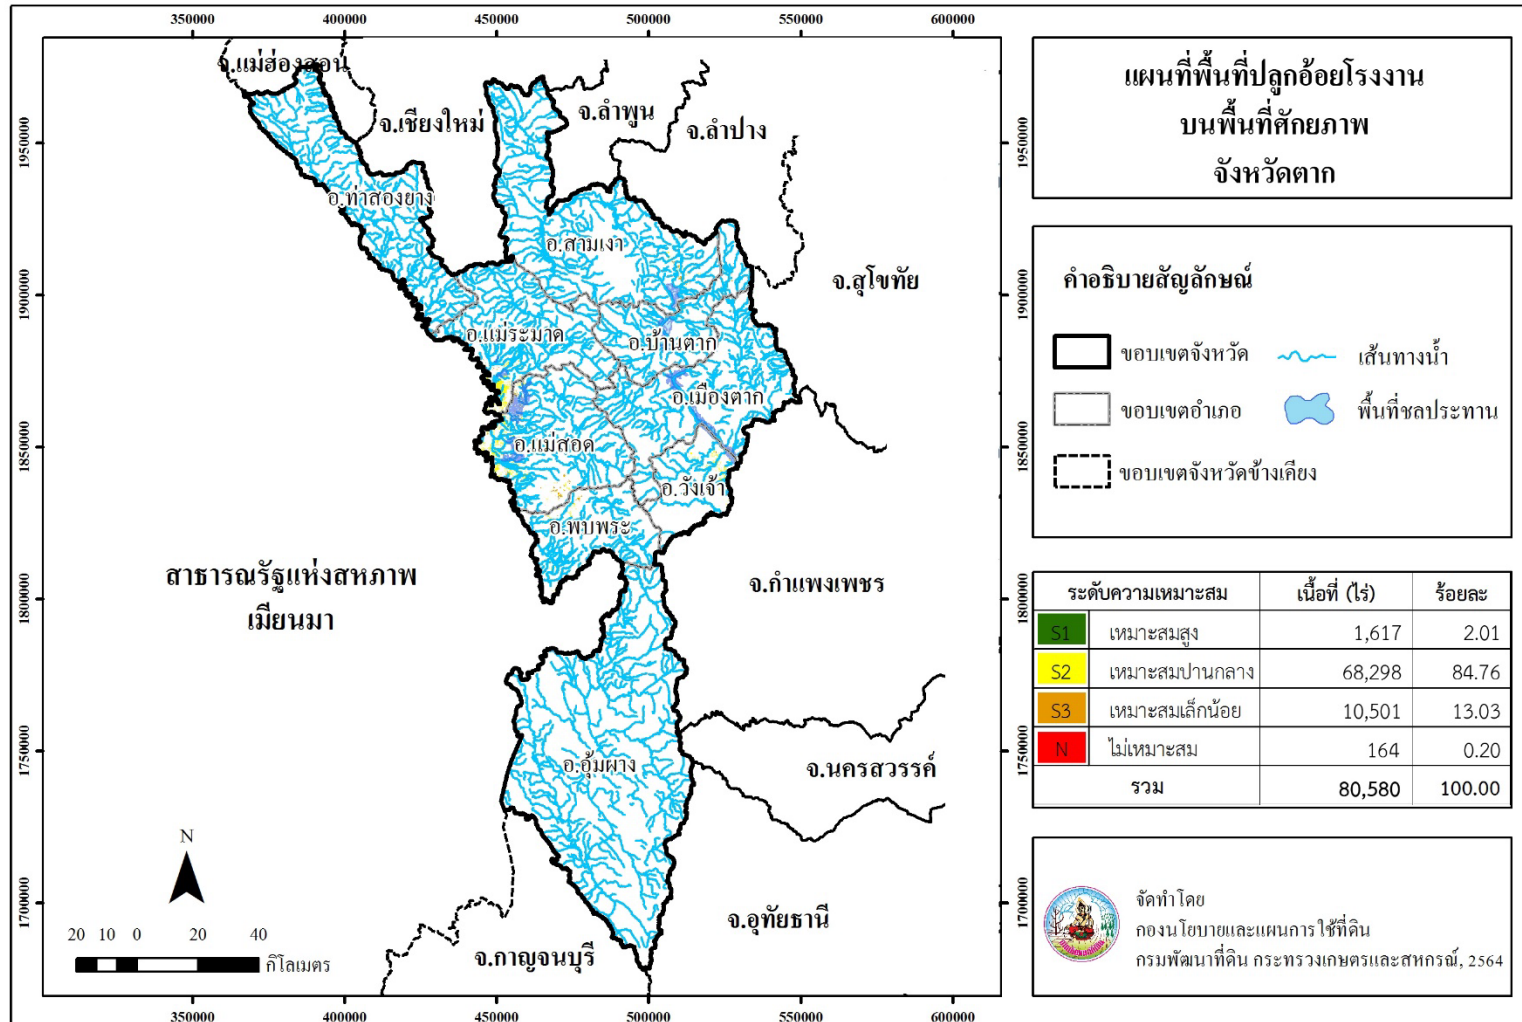 350000 400000 450000 500000 550000 600000
1950000
1900000
1850000
1800000
1750000
1700000
จ.แม่ฮ่องสอน
จ.เชียงใหม่
จ.ลำพูน
จ.ลำปาง
อ.ท่าสองยาง
อ.สามเงา
จ.สุโขทัย
อ.แม่ระมาด
อ.บ้านตาก
อ.เมืองตาก
อ.แม่สอด
อ.วังเจ้า
อ.พบพระ
สาธารณรัฐแห่งสหภาพ
เมียนมา
จ.กำแพงเพชร
อ.อุ้มผาง
จ.นครสวรรค์
จ.อุทัยธานี
จ.กาญจนบุรี
N
20 10 0 20 40
กิโลเมตร
1950000
1900000
1850000
1800000
1750000
1700000
350000 400000 450000 500000 550000 600000
แผนที่พื้นที่ปลูกอ้อยโรงงาน
บนพื้นที่ศักยภาพ
จังหวัดตาก
คำอธิบายสัญลักษณ์
ขอบเขตจังหวัด เส้นทางน้ำ
ขอบเขตอำเภอ พื้นที่ชลประทาน
ขอบเขตจังหวัดข้างเคียง
ระดับความเหมาะสม เนื้อที่ (ไร่) ร้อยละ
S1 เหมาะสมสูง 1,617 2.01
S2 เหมาะสมปานกลาง 68,298 84.76
S3 เหมาะสมเล็กน้อย 10,501 13.03
N ไม่เหมาะสม 164 0.20
รวม 80,580 100.00
จัดทำโดย
กองนโยบายและแผนการใช้ที่ดิน
กรมพัฒนาที่ดิน กระทรวงเกษตรและสหกรณ์, 2564